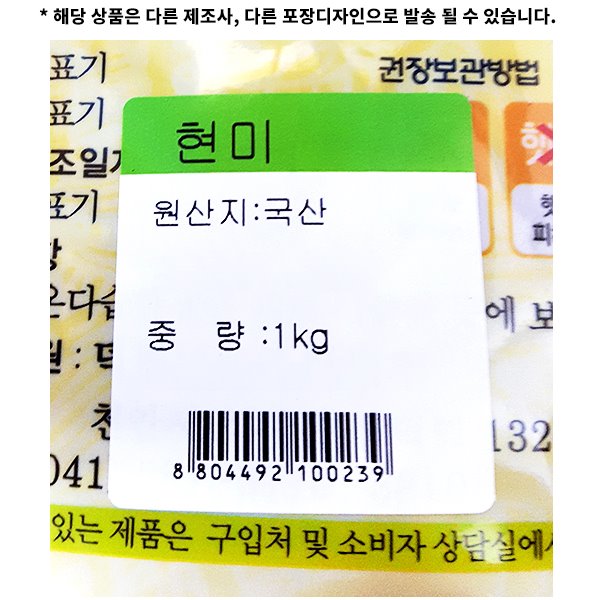 * 해당 상품은 다른 제조사, 다른 포장디자인으로 발송 될 수 있습니다.
표기
권장보관방법
표기
현미
조일자
표기
원산지:국산
원 :
에 보
중 량 :1kg
132
041
8 804492 100239
있는 제품은 구입처 및 소비자 상담실에서